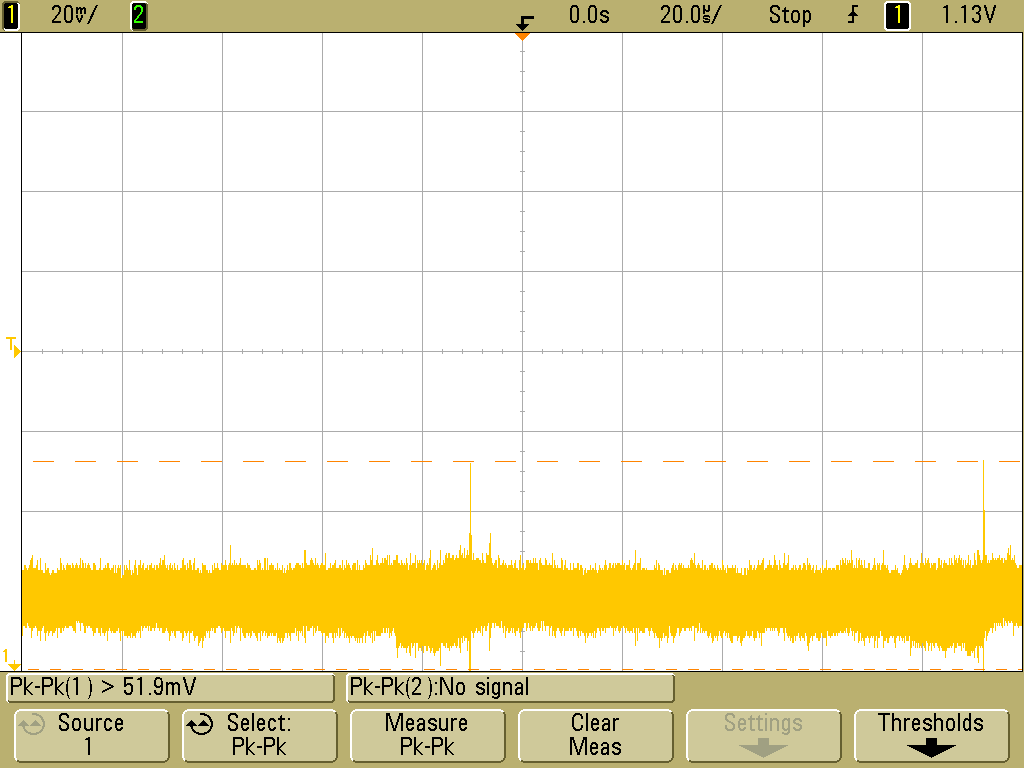 1 20mV/ 2 0.0s 20.0µs/ Stop 1 1.13V
T
1
Pk-Pk(1) > 51.9mV Pk-Pk(2):No signal
Source Select: Measure Clear Settings Thresholds
1 Pk-Pk Pk-Pk Meas